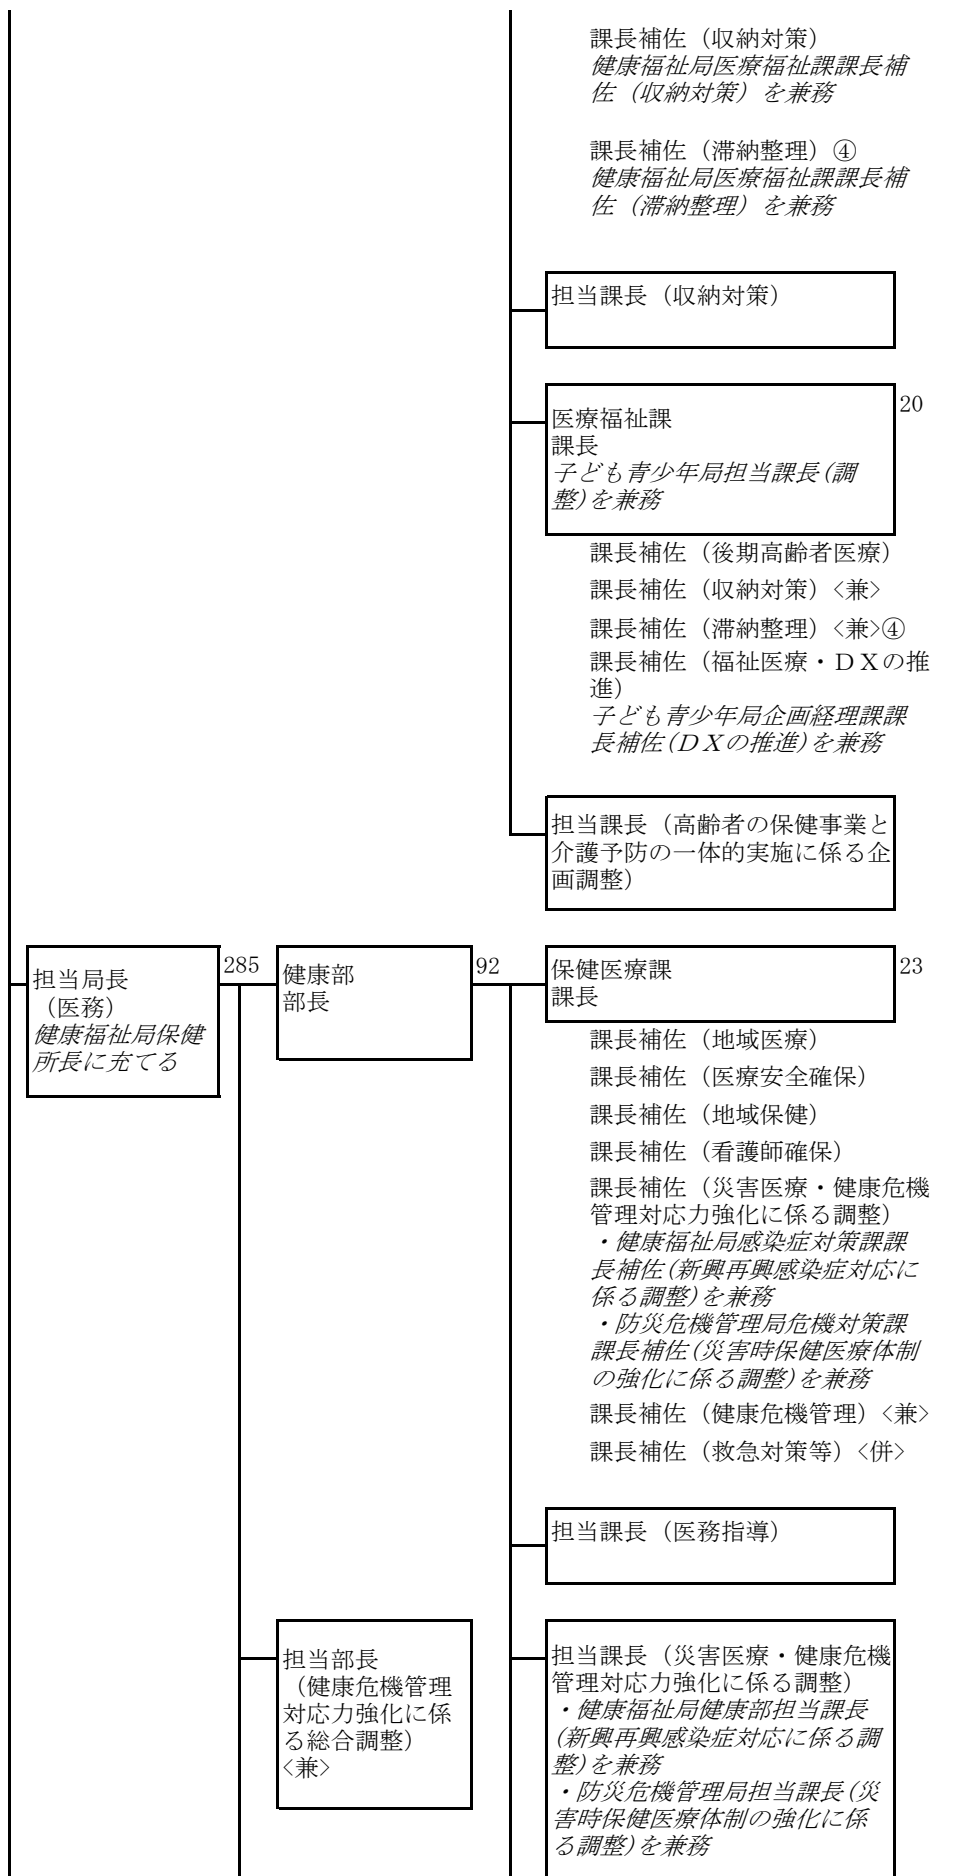 課長補佐（収納対策）
健康福祉局医療福祉課課長補
佐（収納対策）を兼務
課長補佐（滞納整理）④
健康福祉局医療福祉課課長補
佐（滞納整理）を兼務
担当課長（収納対策）
医療福祉課
課長
子ども青少年局担当課長(調
整)を兼務
20
課長補佐（後期高齢者医療）
課長補佐（収納対策）<兼>
課長補佐（滞納整理）<兼>④
課長補佐（福祉医療・ＤＸの推
進）
子ども青少年局企画経理課課
長補佐(ＤＸの推進)を兼務
担当課長（高齢者の保健事業と
介護予防の一体的実施に係る企
画調整）
担当局長
（医務）
健康福祉局保健
所長に充てる
285
健康部
部長
92
保健医療課
課長
23
課長補佐（地域医療）
課長補佐（医療安全確保）
課長補佐（地域保健）
課長補佐（看護師確保）
課長補佐（災害医療・健康危機
管理対応力強化に係る調整）
・健康福祉局感染症対策課課
長補佐(新興再興感染症対応に
係る調整)を兼務
・防災危機管理局危機対策課
課長補佐(災害時保健医療体制
の強化に係る調整)を兼務
課長補佐（健康危機管理）<兼>
課長補佐（救急対策等）<併>
担当課長（医務指導）
担当部長
（健康危機管理
対応力強化に係
る総合調整）
<兼>
担当課長（災害医療・健康危機
管理対応力強化に係る調整）
・健康福祉局健康部担当課長
(新興再興感染症対応に係る調
整)を兼務
・防災危機管理局担当課長(災
害時保健医療体制の強化に係
る調整)を兼務